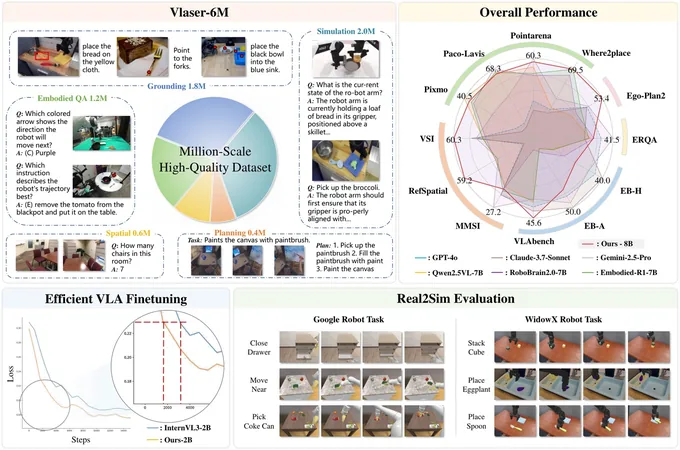 Vlaser-6M
place the
bread on
the yellow
cloth.
Point
to the
forks.
place the
black bowl
into the
blue sink.
Grounding 1.8M
Simulation 2.0M
Q: What is the cur-rent
state of the ro-bot arm?
A: The robot arm is
currently holding a loaf
of bread in its gripper,
positioned above a
skillet...
Q: Pick up the broccoli.
A: The robot arm should
first ensure that its
gripper is pro-perly
aligned with...
Embodied QA 1.2M
Q: Which colored
arrow shows the
direction the
robot will
move next?
A: (C) Purple
Q: Which
instruction
describes the
robot's trajectory
best?
A: (E) remove the tomato from the
blackpot and put it on the table.
Million-Scale
High-Quality Dataset
Spatial 0.6M
Q: How many
chairs in this
room?
A: 7
Planning 0.4M
Task: Paints the canvas with paintbrush.
Plan: 1. Pick up the
paintbrush 2. Fill the
paintbrush with paint
3. Paint the canvas
Overall Performance
Pointarena
60.3
Where2place
69.5
Ego-Plan2
53.4
ERQA
41.5
EB-H
40.0
EB-A
50.0
VLABench
45.6
MMSI
27.2
RefSpatial
59.2
VSI
60.3
Pixmo
40.5
Paco-Lavis
68.3
: Ours - 8B
: GPT-4o
: Claude-3.7-Sonnet
: Gemini-2.5-Pro
: Qwen2.5VL-7B
: RoboBrain2.0-7B
: Embodied-R1-7B
Efficient VLA Finetuning
Loss
Steps
0.22
0.20
0.18
0
2000
4000
: InternVL3-2B
: Ours-2B
Real2Sim Evaluation
Google Robot Task
Close
Drawer
Move
Near
Pick
Coke Can
WidowX Robot Task
Stack
Cube
Place
Eggplant
Place
Spoon